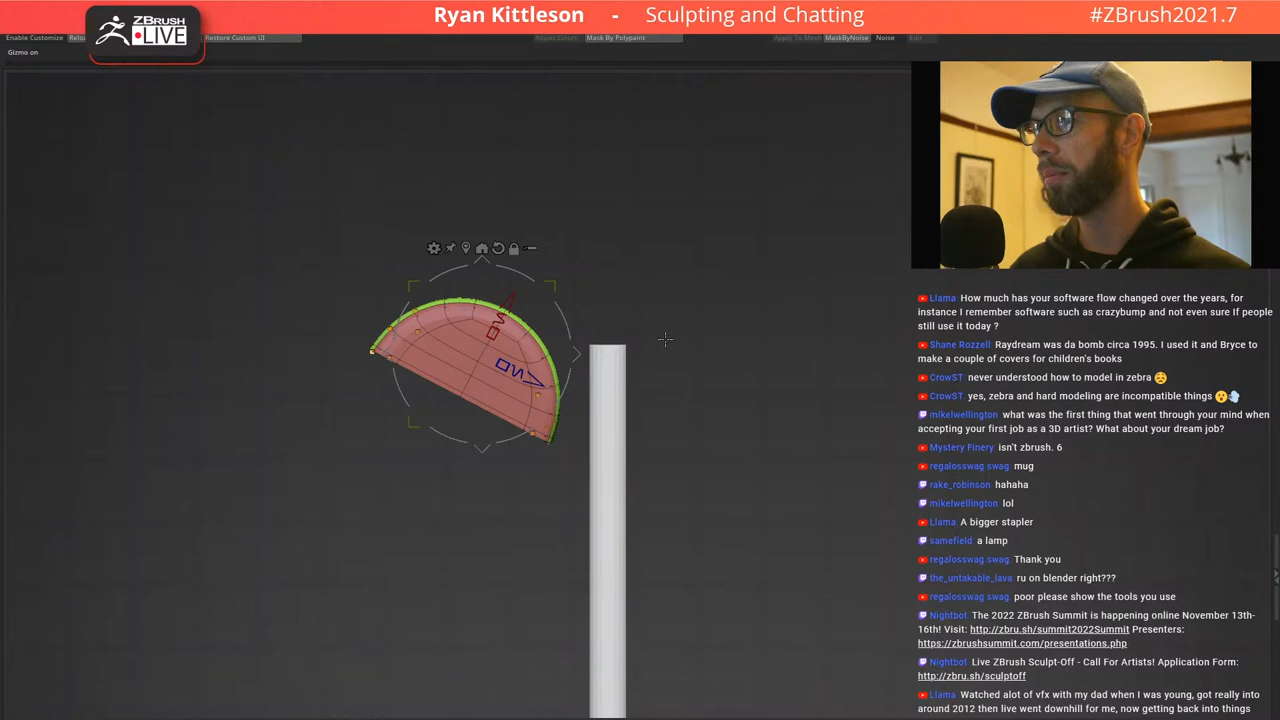 Ryan Kittleson - Sculpting and Chatting #ZBrush2021.7
ZBRUSH
LIVE
Enable Customize Reloa Restore Custom UI Adjust Colors Mask By Polypaint Apply To Mesh MaskByNoise Noise Edit
Gizmo on
Llama How much has your software flow changed over the years, for
instance I remember software such as crazybump and not even sure If people
still use it today ?
Shane Rozzell Raydream was da bomb circa 1995. I used it and Bryce to
make a couple of covers for children's books
CrowST never understood how to model in zebra 😌
CrowST yes, zebra and hard modeling are incompatible things 😮💨
mikelwellington what was the first thing that went through your mind when
accepting your first job as a 3D artist? What about your dream job?
Mystery Finery isn't zbrush. 6
regalosswag swag mug
rake_robinson hahaha
mikelwellington lol
Llama A bigger stapler
samefield a lamp
regalosswag swag Thank you
the_untakable_lava ru on blender right???
regalosswag swag poor please show the tools you use
Nightbot The 2022 ZBrush Summit is happening online November 13th-
16th! Visit: http://zbru.sh/summit2022Summit Presenters:
https://zbrushsummit.com/presentations.php
Nightbot Live ZBrush Sculpt-Off - Call For Artists! Application Form:
http://zbru.sh/sculptoff
Llama Watched alot of vfx with my dad when I was young, got really into
around 2012 then live went downhill for me, now getting back into things